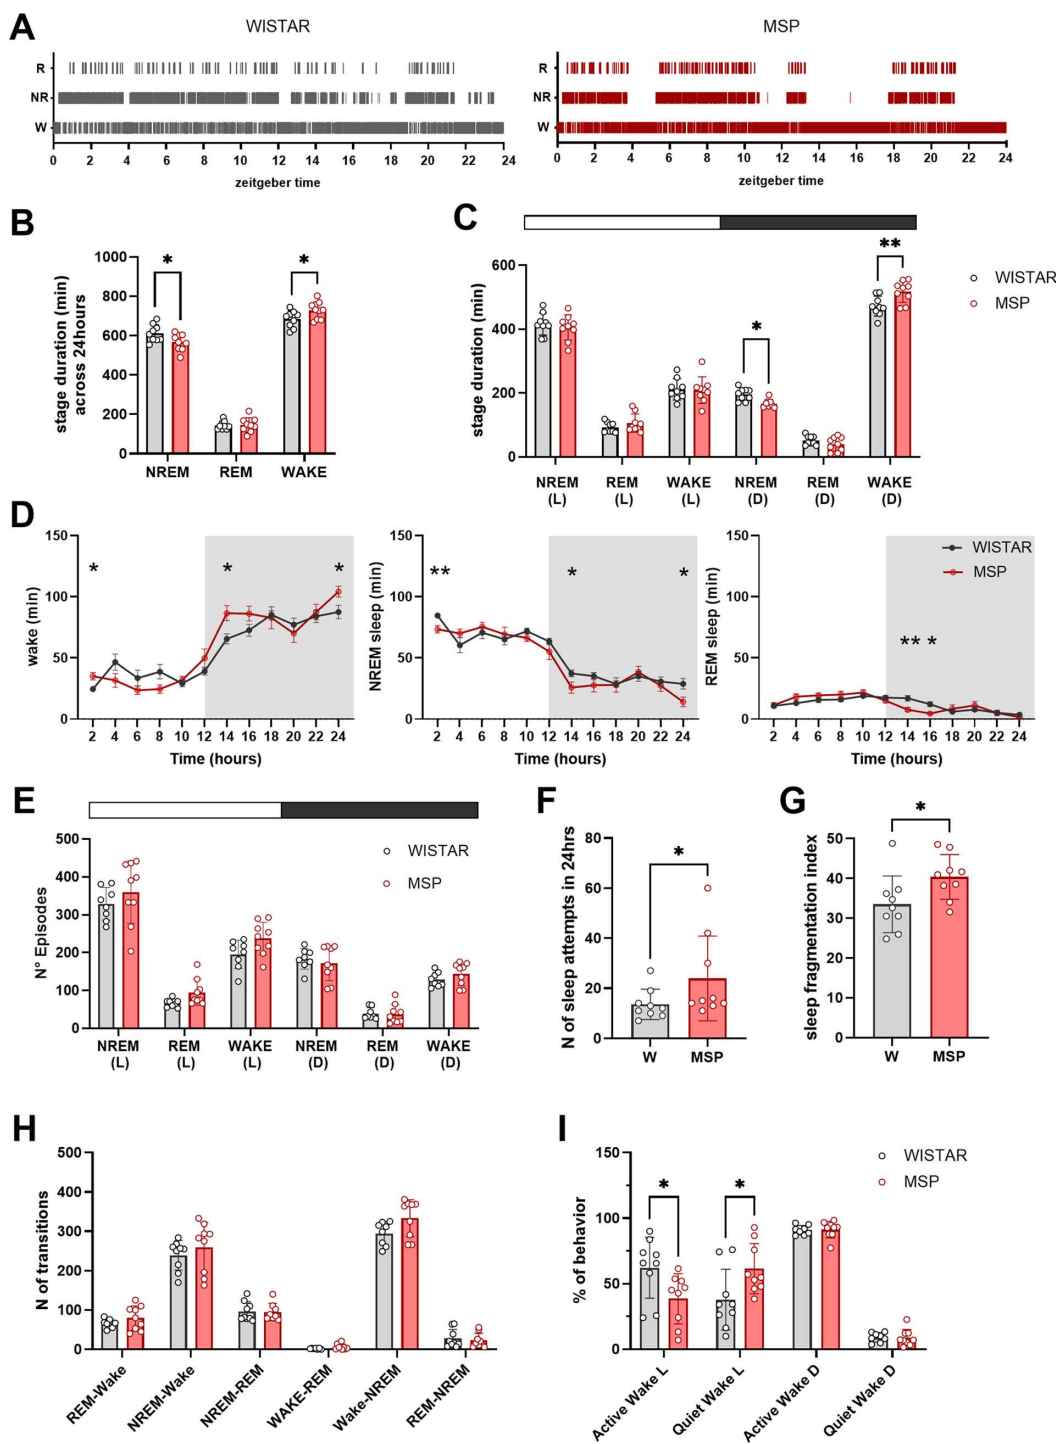 A
WISTAR
MSP
R
NR
W
0 2 4 6 8 10 12 14 16 18 20 22 24
zeitgeber time
R
NR
W
0 2 4 6 8 10 12 14 16 18 20 22 24
zeitgeber time
B
stage duration (min)
across 24hours
1000
800
600
400
200
0
*
*
NREM REM WAKE
C
stage duration (min)
600
400
200
0
*
**
WISTAR
MSP
NREM REM WAKE NREM REM WAKE
(L) (L) (L) (D) (D) (D)
D
wake (min)
150
100
50
0
* * *
2 4 6 8 10 12 14 16 18 20 22 24
Time (hours)
NREM sleep (min)
150
100
50
0
** * *
2 4 6 8 10 12 14 16 18 20 22 24
Time (hours)
REM sleep (min)
150
100
50
0
WISTAR
MSP
** *
2 4 6 8 10 12 14 16 18 20 22 24
Time (hours)
E
N° Episodes
500
400
300
200
100
0
WISTAR
MSP
NREM REM WAKE NREM REM WAKE
(L) (L) (L) (D) (D) (D)
F
N of sleep attempts in 24hrs
80
60
40
20
0
*
W MSP
G
sleep fragmentation index
50
40
30
20
10
0
*
W MSP
H
N of transitions
500
400
300
200
100
0
REM-Wake
NREM-Wake
NREM-REM
WAKE-REM
Wake-NREM
REM-NREM
I
% of behavior
150
100
50
0
* *
WISTAR
MSP
Active Wake L
Quiet Wake L
Active Wake D
Quiet Wake D